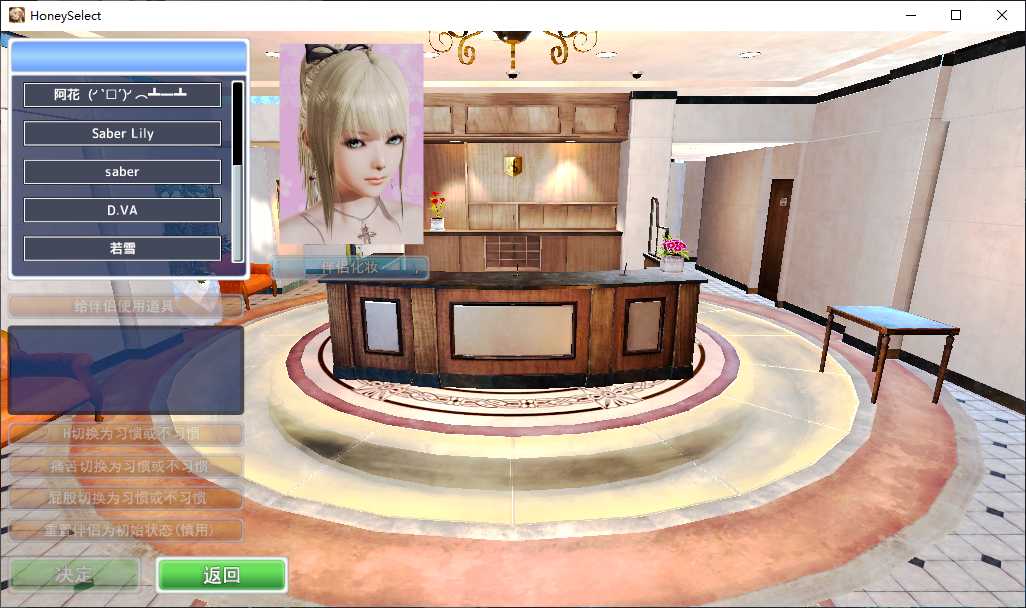 HoneySelect
阿花（╯‵□′)╯︵┻━┻
Saber Lily
saber
D.VA
若雪
伴侣化妆
给伴侣使用道具
H切换为习惯或不习惯
痛苦切换为习惯或不习惯
屁股切换为习惯或不习惯
重置伴侣为初始状态(慎用)
决定
返回